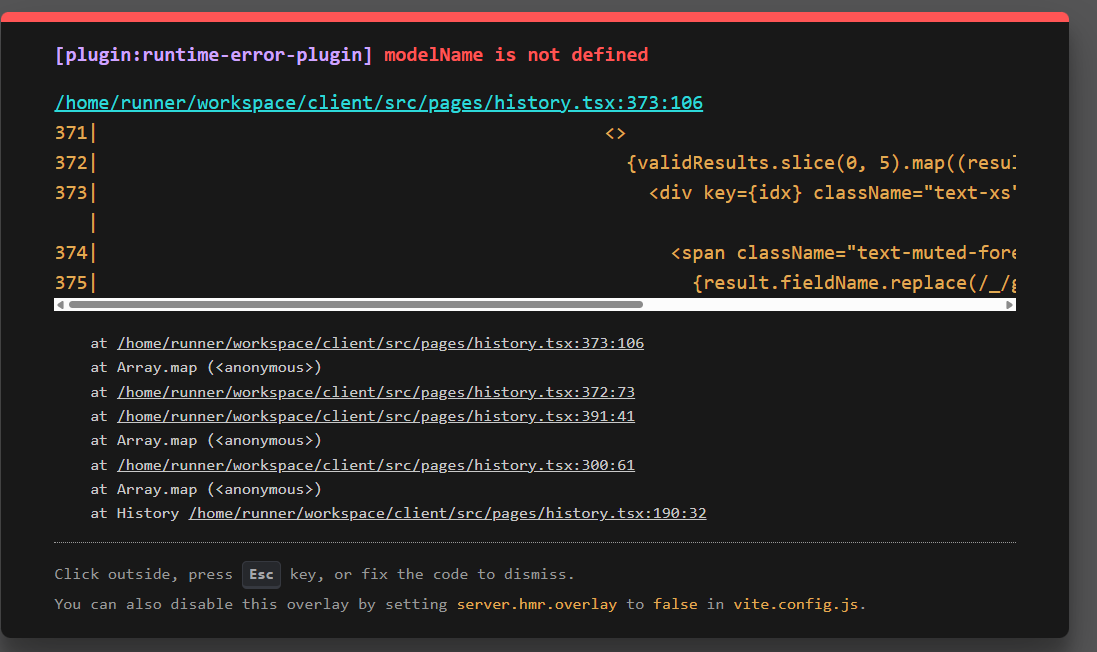 [plugin:runtime-error-plugin] modelName is not defined
/home/runner/workspace/client/src/pages/history.tsx:373:106
371| <>
372| {validResults.slice(0, 5).map((resul
373| <div key={idx} className="text-xs"
|
374| <span className="text-muted-fore
375| {result.fieldName.replace(/_/g
at /home/runner/workspace/client/src/pages/history.tsx:373:106
at Array.map (<anonymous>)
at /home/runner/workspace/client/src/pages/history.tsx:372:73
at /home/runner/workspace/client/src/pages/history.tsx:391:41
at Array.map (<anonymous>)
at /home/runner/workspace/client/src/pages/history.tsx:300:61
at Array.map (<anonymous>)
at History /home/runner/workspace/client/src/pages/history.tsx:190:32
Click outside, press Esc key, or fix the code to dismiss.
You can also disable this overlay by setting server.hmr.overlay to false in vite.config.js.